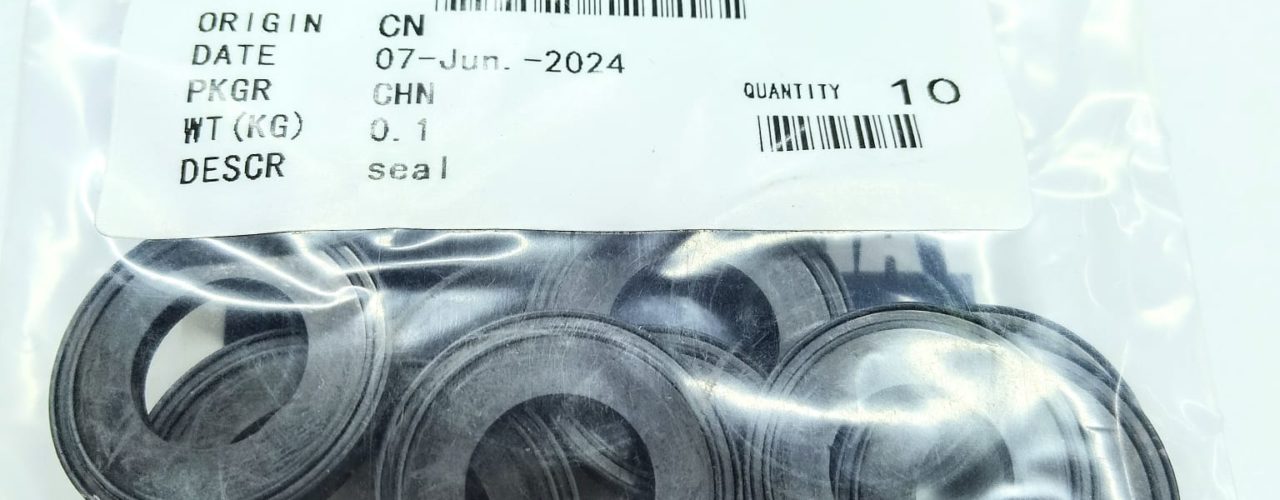 ORIGIN CN
DATE 07-Jun.-2024
PKGR CHN
QUANTITY 10
WT(KG) 0.1
DESCR seal